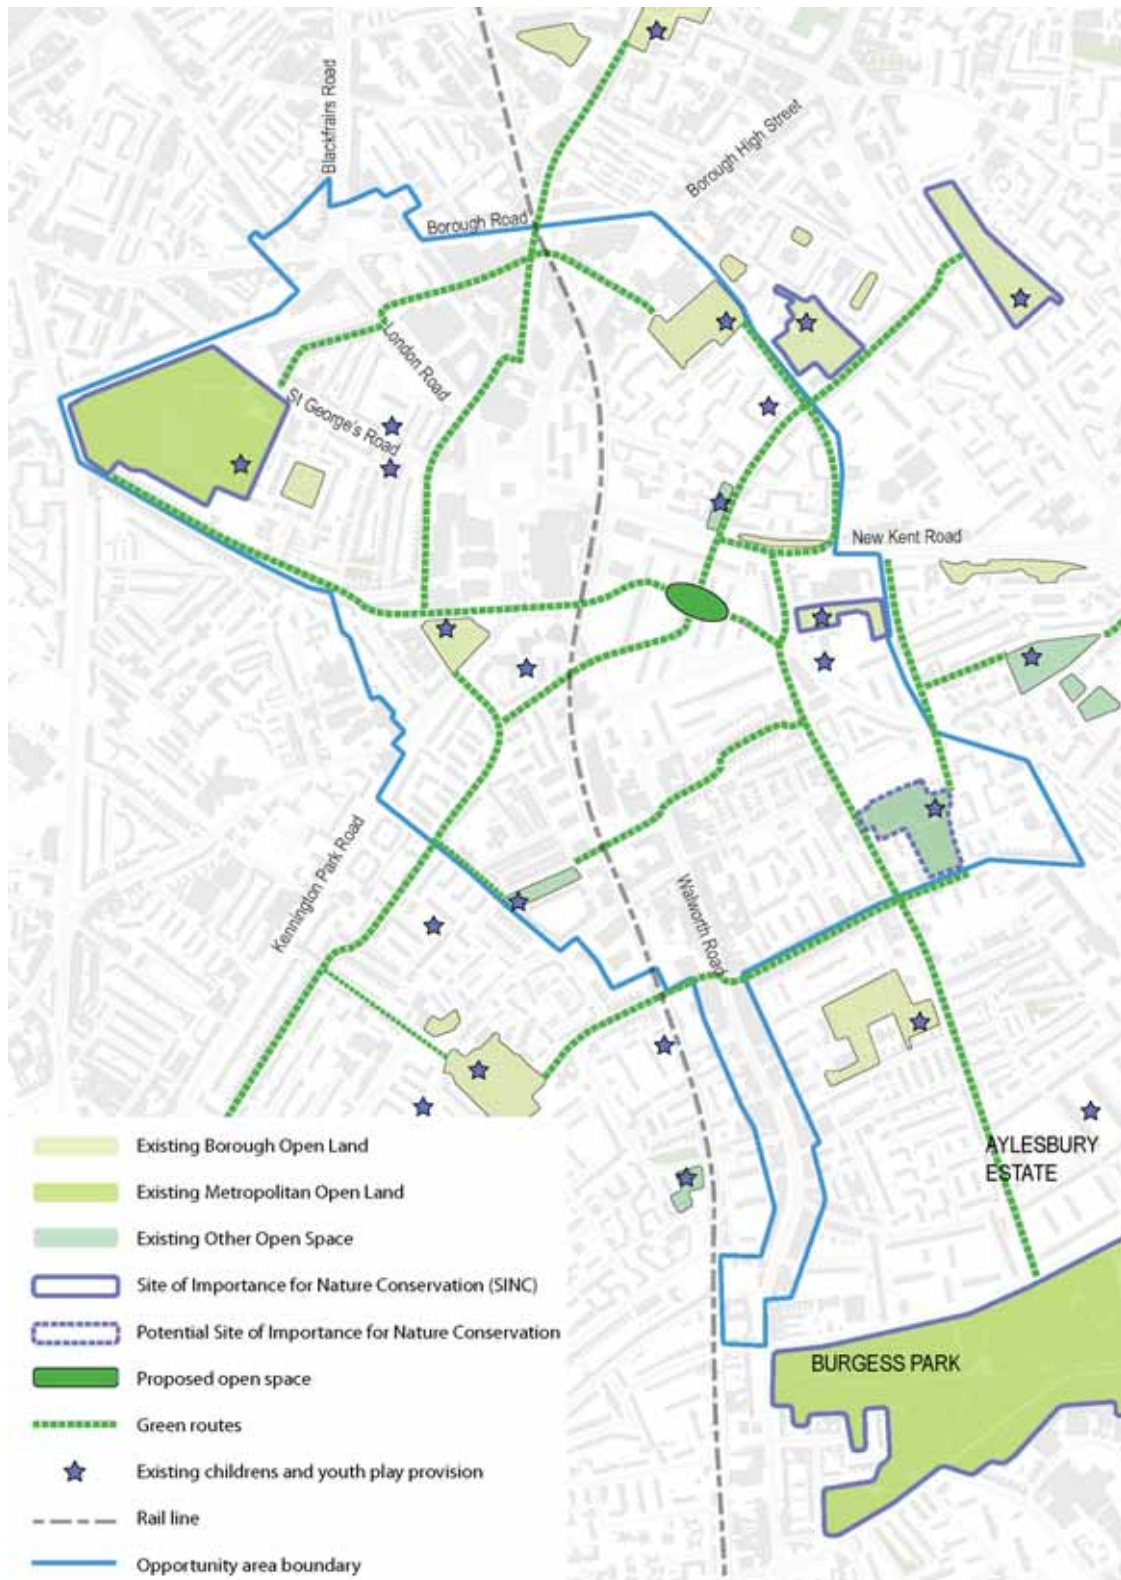 Blackfriars Road
Borough High Street
Borough Road
London Road
St George's Road
New Kent Road
Kennington Park Road
Walworth Road
AYLESBURY
ESTATE
BURGESS PARK
Existing Borough Open Land
Existing Metropolitan Open Land
Existing Other Open Space
Site of Importance for Nature Conservation (SINC)
Potential Site of Importance for Nature Conservation
Proposed open space
Green routes
Existing childrens and youth play provision
Rail line
Opportunity area boundary